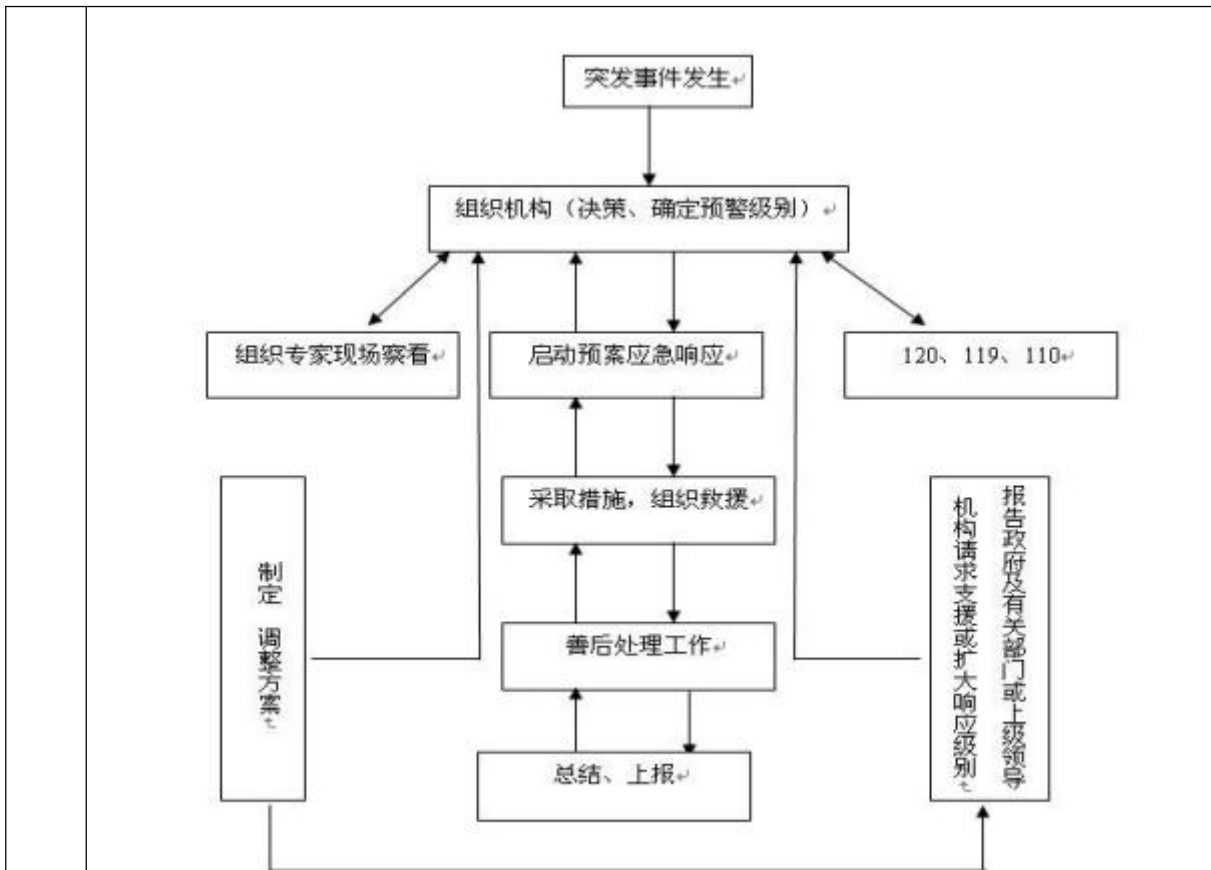 突发事件发生
组织机构（决策、确定预警级别）
组织专家现场察看
启动预案应急响应
120、119、110
采取措施，组织救援
制定 调整方案
报告政府及有关部门或上级领导
机构请求支援或扩大响应级别
善后处理工作
总结、上报